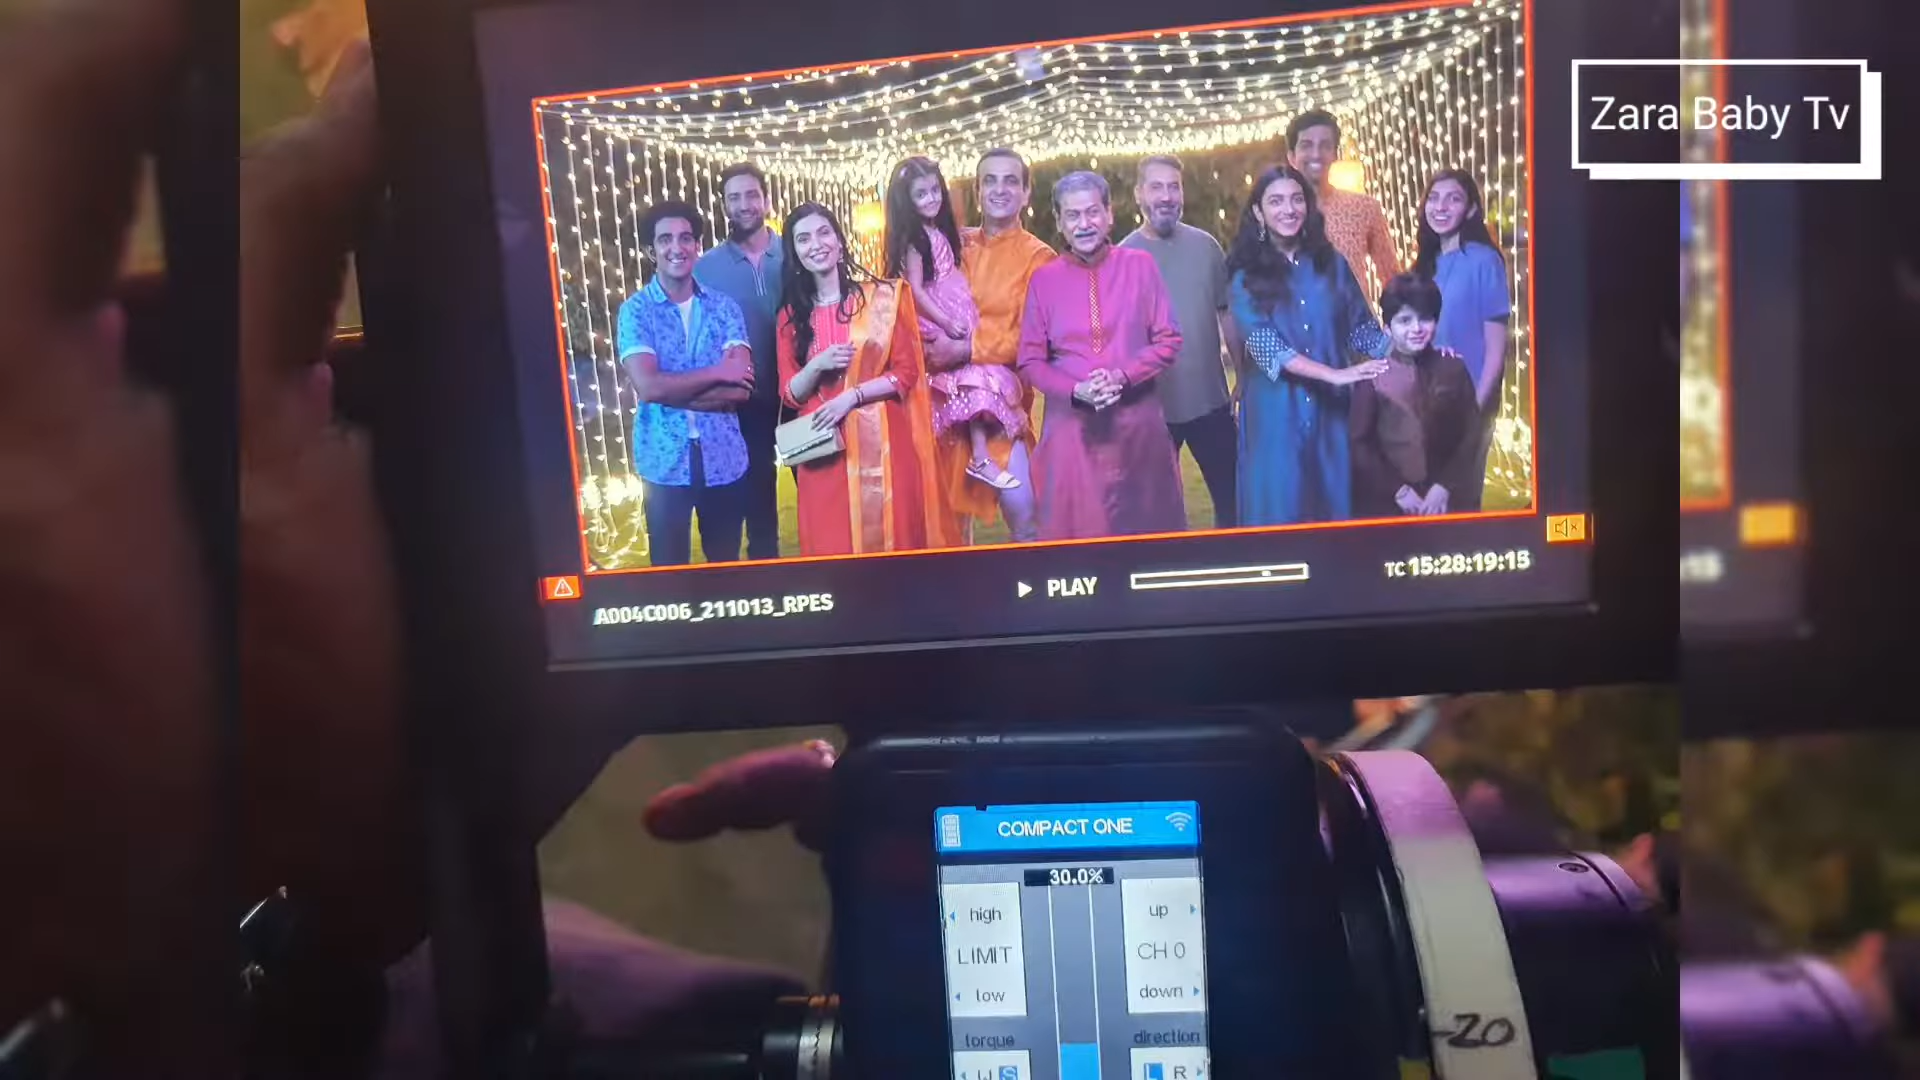 Zara Baby Tv
A004C006_211013_RPES
PLAY
TC 15:28:19:15
COMPACT ONE
30.0%
high
up
LIMIT
CH 0
low
down
torque
direction
W S
L R
-20